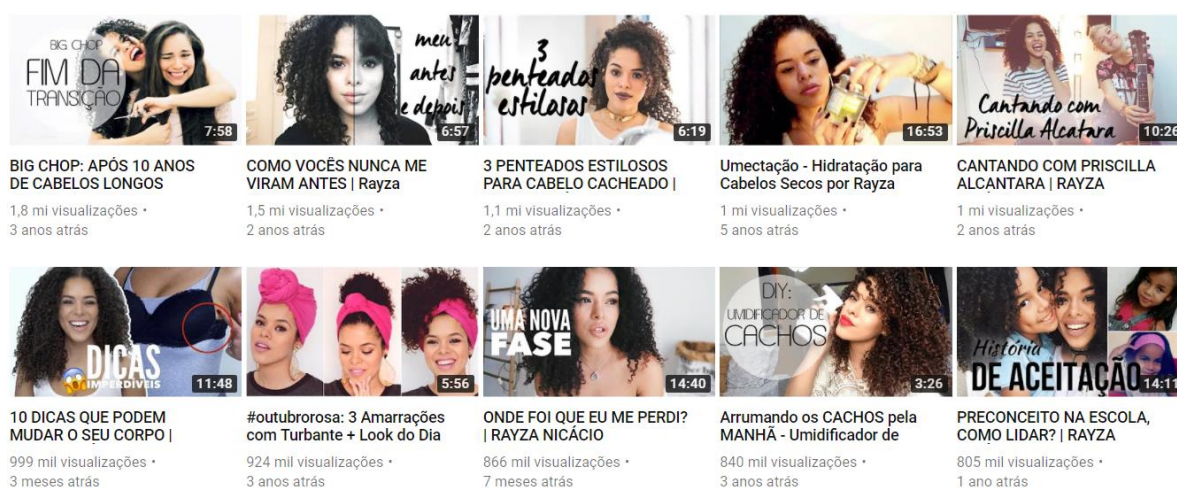 BIG CHOP
FIM DA
TRANSIÇÃO
7:58
BIG CHOP: APÓS 10 ANOS
DE CABELOS LONGOS
1,8 mi visualizações •
3 anos atrás
meu
antes
e depois
6:57
COMO VOCÊS NUNCA ME
VIRAM ANTES | Rayza
1,5 mi visualizações •
2 anos atrás
3
penteados
estilosos
6:19
3 PENTEADOS ESTILOSOS
PARA CABELO CACHEADO |
1,1 mi visualizações •
2 anos atrás
16:53
Umectação - Hidratação para
Cabelos Secos por Rayza
1 mi visualizações •
5 anos atrás
Cantando com
Priscilla Alcatara
10:26
CANTANDO COM PRISCILLA
ALCANTARA | RAYZA
1 mi visualizações •
2 anos atrás
DICAS
IMPERDÍVEIS
11:48
10 DICAS QUE PODEM
MUDAR O SEU CORPO |
999 mil visualizações •
3 meses atrás
5:56
#outubrorosa: 3 Amarrações
com Turbante + Look do Dia
924 mil visualizações •
3 anos atrás
UMA NOVA
FASE
14:40
ONDE FOI QUE EU ME PERDI?
| RAYZA NICÁCIO
866 mil visualizações •
7 meses atrás
DIY:
UMIDIFICADOR DE
CACHOS
3:26
Arrumando os CACHOS pela
MANHÃ - Umidificador de
840 mil visualizações •
3 anos atrás
História
DE ACEITAÇÃO
14:11
PRECONCEITO NA ESCOLA,
COMO LIDAR? | RAYZA
805 mil visualizações •
1 ano atrás